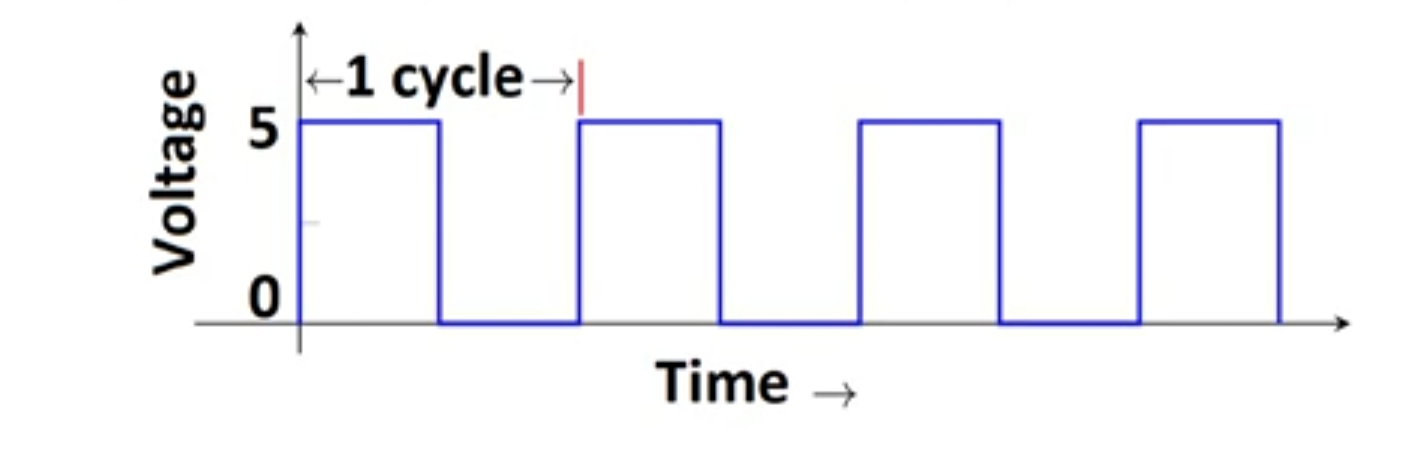 ←1 cycle→
Voltage
5
0
Time →